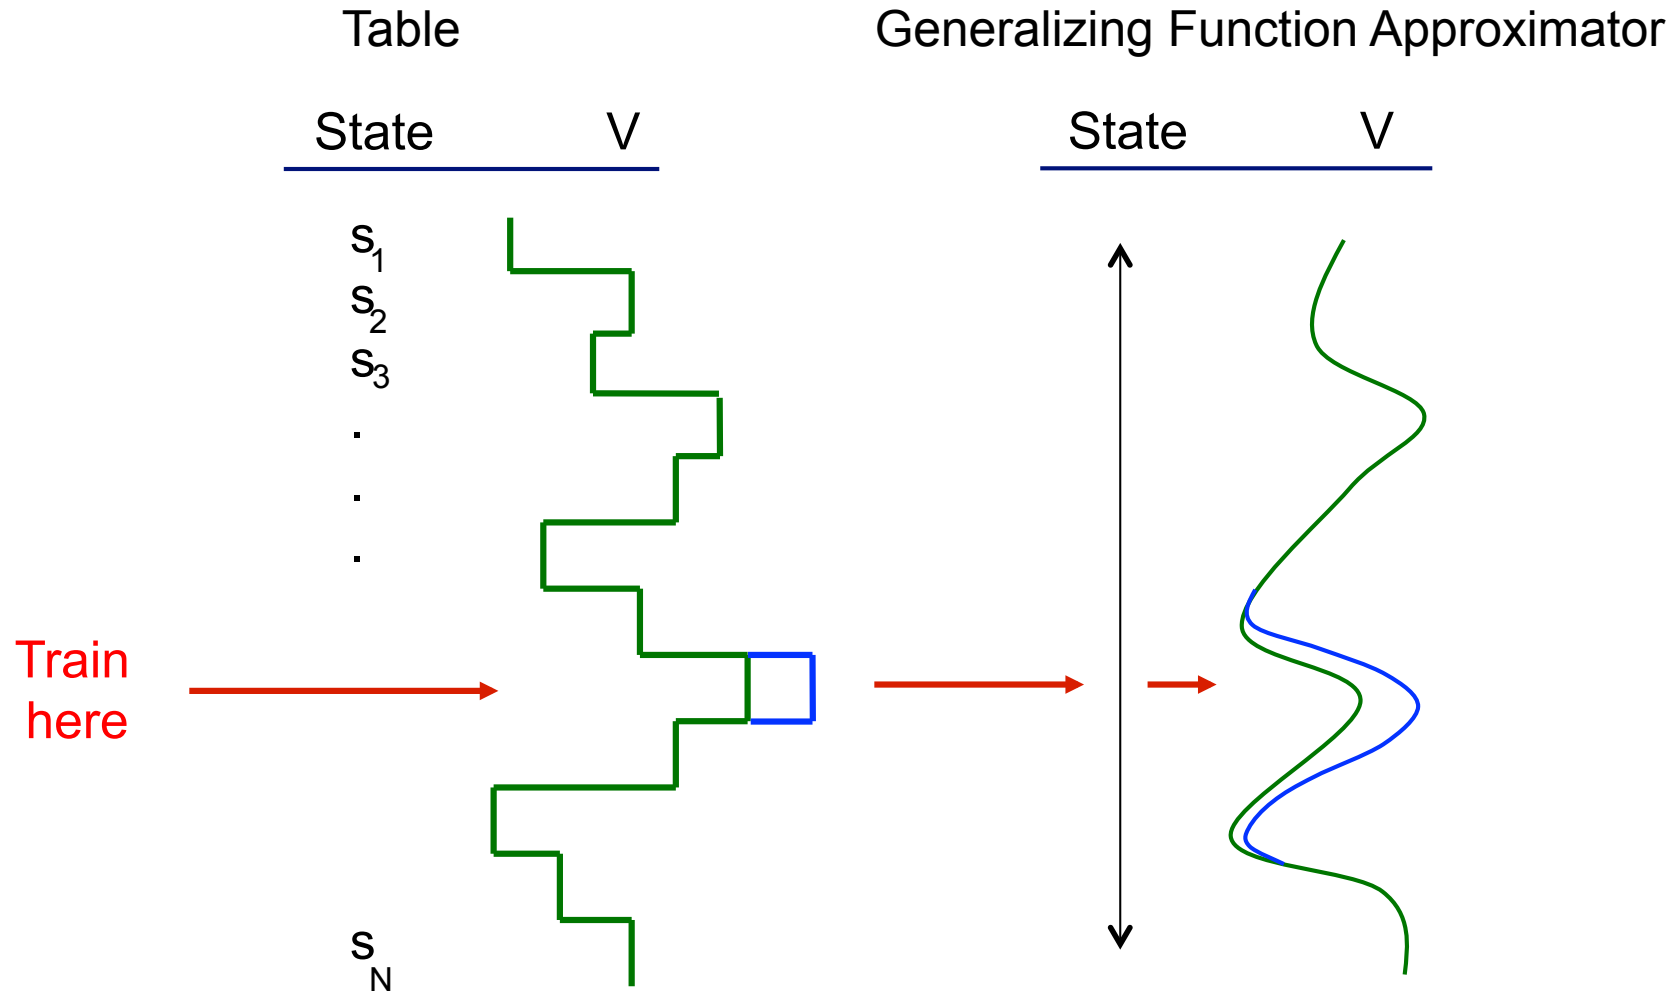 Table
Generalizing Function Approximator
State V
State V
s1
s2
s3
.
.
.
Train
here
sN